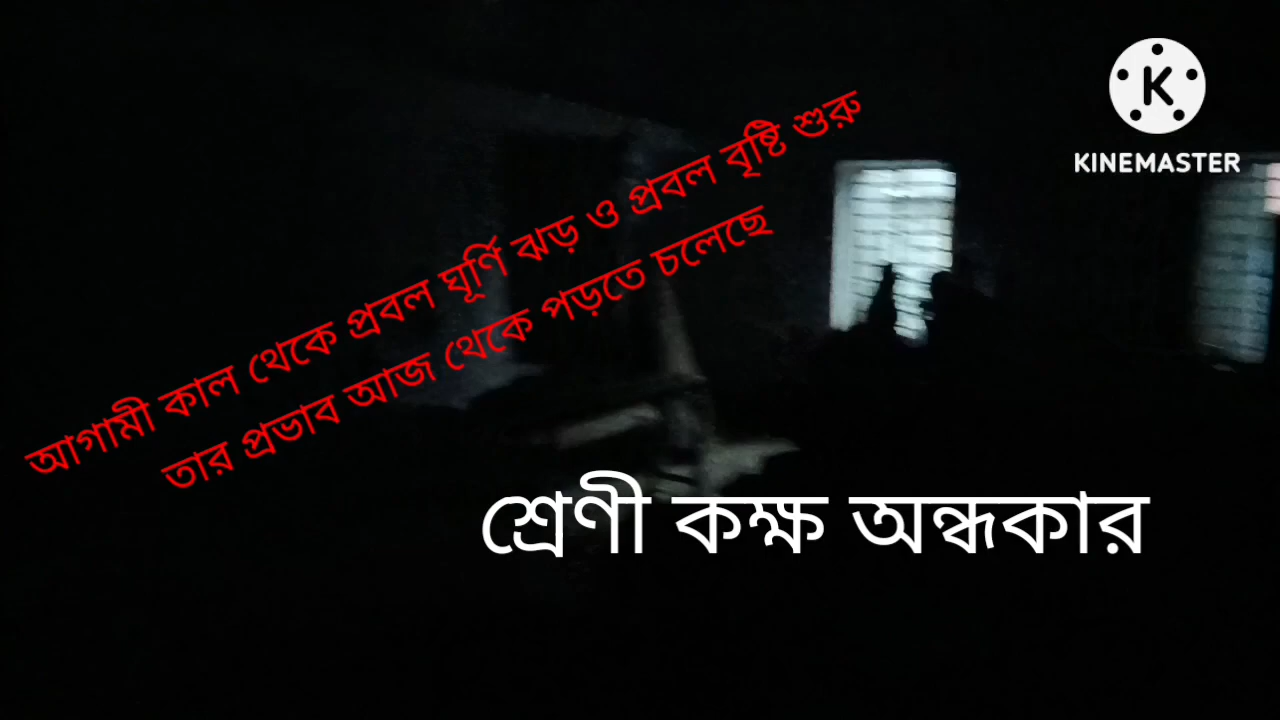 KINEMASTER
আগামী কাল থেকে প্রবল ঘূর্ণি ঝড় ও প্রবল বৃষ্টি শুরু
তার প্রভাব আজ থেকে পড়তে চলেছে
শ্রেণী কক্ষ অন্ধকার